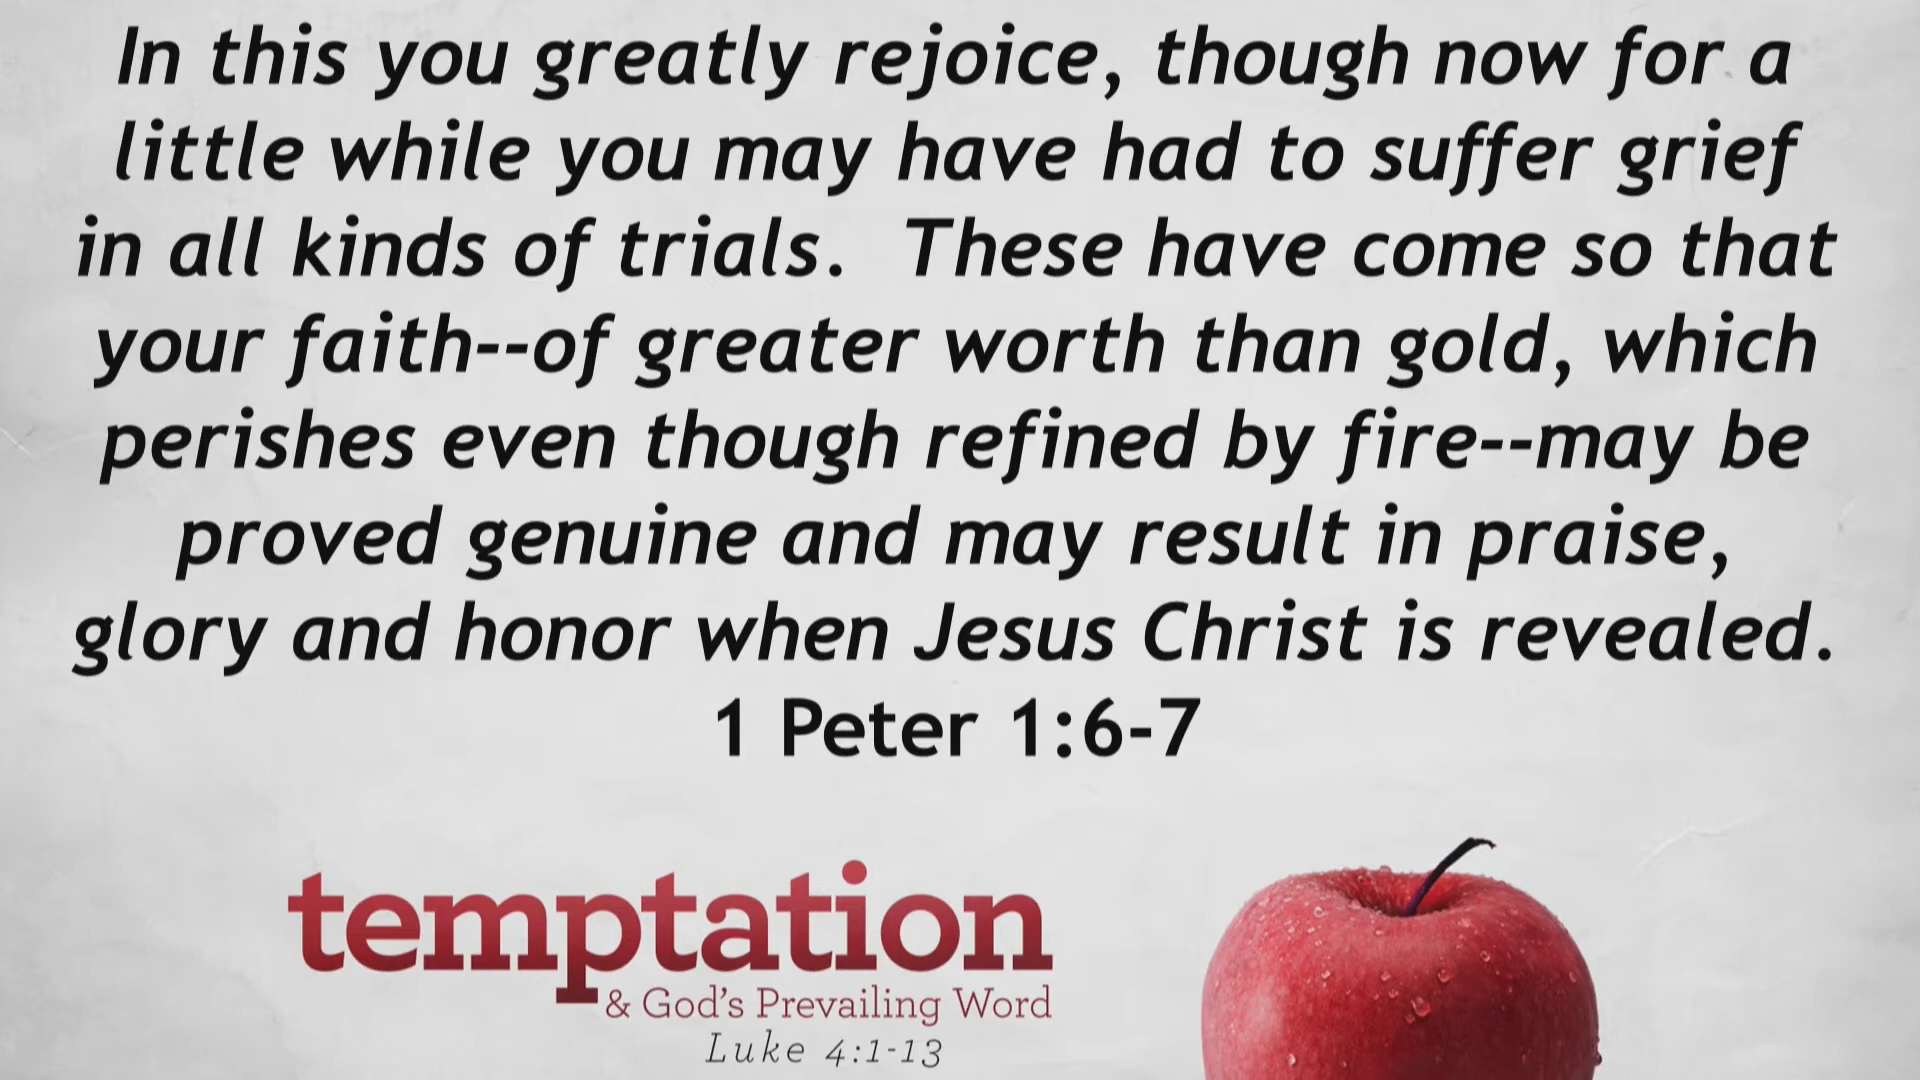 In this you greatly rejoice, though now for a
little while you may have had to suffer grief
in all kinds of trials.  These have come so that
your faith--of greater worth than gold, which
perishes even though refined by fire--may be
proved genuine and may result in praise,
glory and honor when Jesus Christ is revealed.
1 Peter 1:6-7
temptation
& God's Prevailing Word
Luke 4:1-13